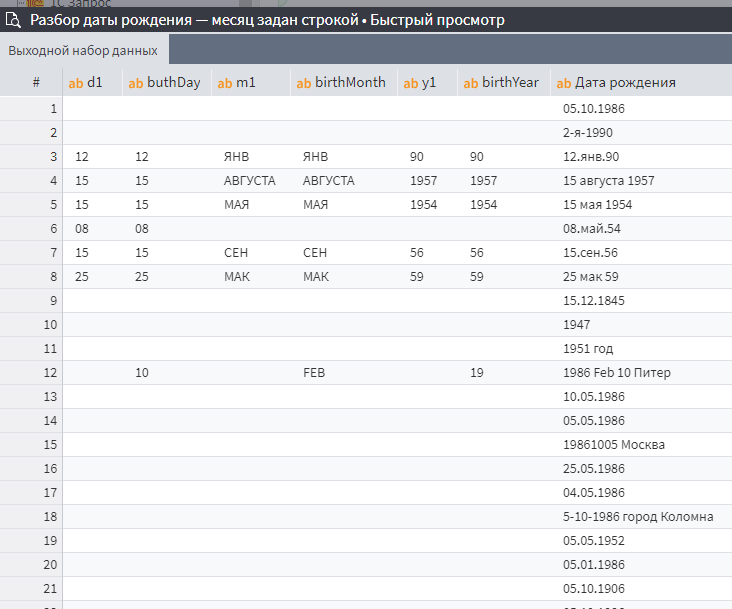 1С Запрос
Разбор даты рождения — месяц задан строкой • Быстрый просмотр
Выходной набор данных
# ab d1 ab buthDay ab m1 ab birthMonth ab y1 ab birthYear ab Дата рождения
1 05.10.1986
2 2-я-1990
3 12 12 ЯНВ ЯНВ 90 90 12.янв.90
4 15 15 АВГУСТА АВГУСТА 1957 1957 15 августа 1957
5 15 15 МАЯ МАЯ 1954 1954 15 мая 1954
6 08 08 08.май.54
7 15 15 СЕН СЕН 56 56 15.сен.56
8 25 25 МАК МАК 59 59 25 мак 59
9 15.12.1845
10 1947
11 1951 год
12 10 FEB 19 1986 Feb 10 Питер
13 10.05.1986
14 05.05.1986
15 19861005 Москва
16 25.05.1986
17 04.05.1986
18 5-10-1986 город Коломна
19 05.05.1952
20 05.01.1986
21 05.10.1906